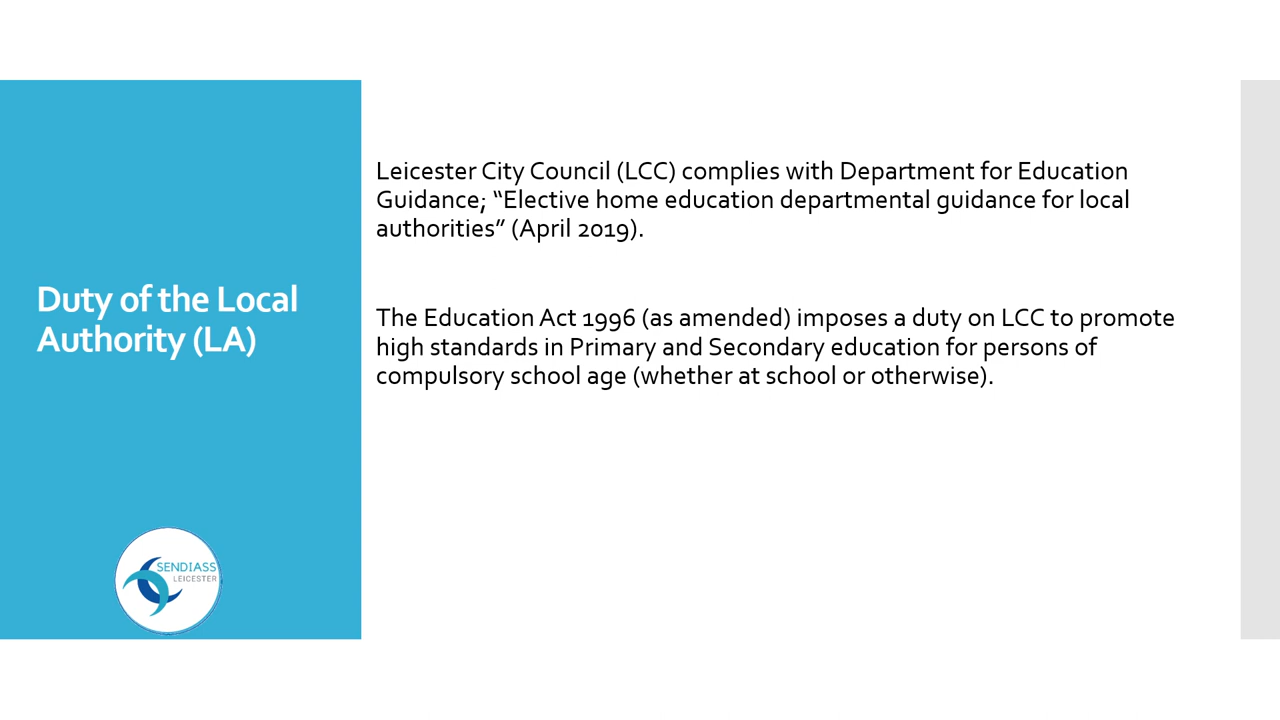 Duty of the Local
Authority (LA)
Leicester City Council (LCC) complies with Department for Education
Guidance; “Elective home education departmental guidance for local
authorities” (April 2019).
The Education Act 1996 (as amended) imposes a duty on LCC to promote
high standards in Primary and Secondary education for persons of
compulsory school age (whether at school or otherwise).
SENDIASS
LEICESTER